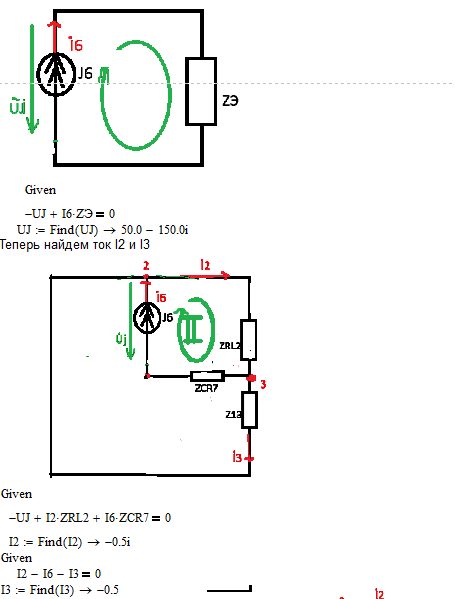 i6
J6
Uj
ZЭ
Given
−UJ + I6·ZЭ = 0
UJ := Find(UJ) → 50.0 − 150.0i
Теперь найдем ток I2 и I3
2
i2
i6
J6
Uj
II
ZRL2
ZCR7
3
Z13
i3
Given
−UJ + I2·ZRL2 + I6·ZCR7 = 0
I2 := Find(I2) → −0.5i
Given
I2 − I6 − I3 = 0
I3 := Find(I3) → −0.5
i2